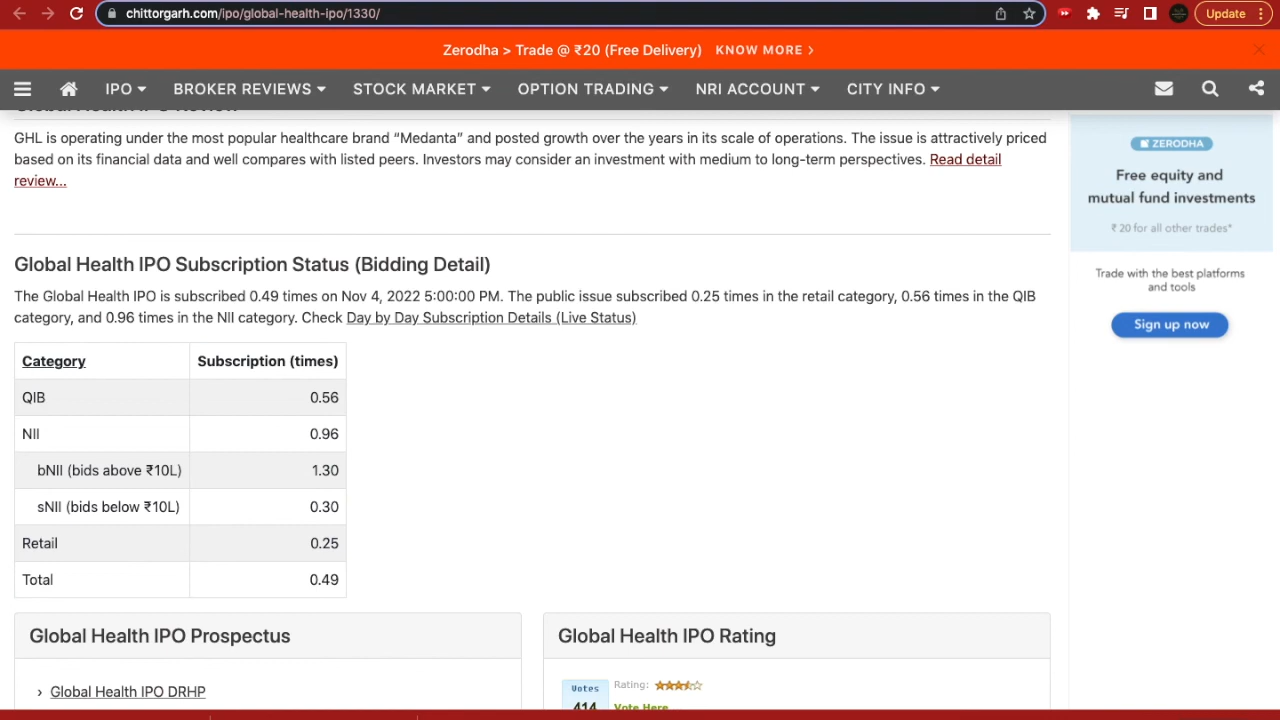 chittorgarh.com/ipo/global-health-ipo/1330/
Update
Zerodha > Trade @ ₹20 (Free Delivery) KNOW MORE >
IPO BROKER REVIEWS STOCK MARKET OPTION TRADING NRI ACCOUNT CITY INFO
Global Health IPO Review
GHL is operating under the most popular healthcare brand “Medanta” and posted growth over the years in its scale of operations. The issue is attractively priced
based on its financial data and well compares with listed peers. Investors may consider an investment with medium to long-term perspectives. Read detail
review...
ZERODHA
Free equity and
mutual fund investments
₹ 20 for all other trades*
Trade with the best platforms
and tools
Sign up now
Global Health IPO Subscription Status (Bidding Detail)
The Global Health IPO is subscribed 0.49 times on Nov 4, 2022 5:00:00 PM. The public issue subscribed 0.25 times in the retail category, 0.56 times in the QIB
category, and 0.96 times in the NII category. Check Day by Day Subscription Details (Live Status)
Category Subscription (times)
QIB 0.56
NII 0.96
bNII (bids above ₹10L) 1.30
sNII (bids below ₹10L) 0.30
Retail 0.25
Total 0.49
Global Health IPO Prospectus
› Global Health IPO DRHP
Global Health IPO Rating
Votes
414
Rating:
Vote Here